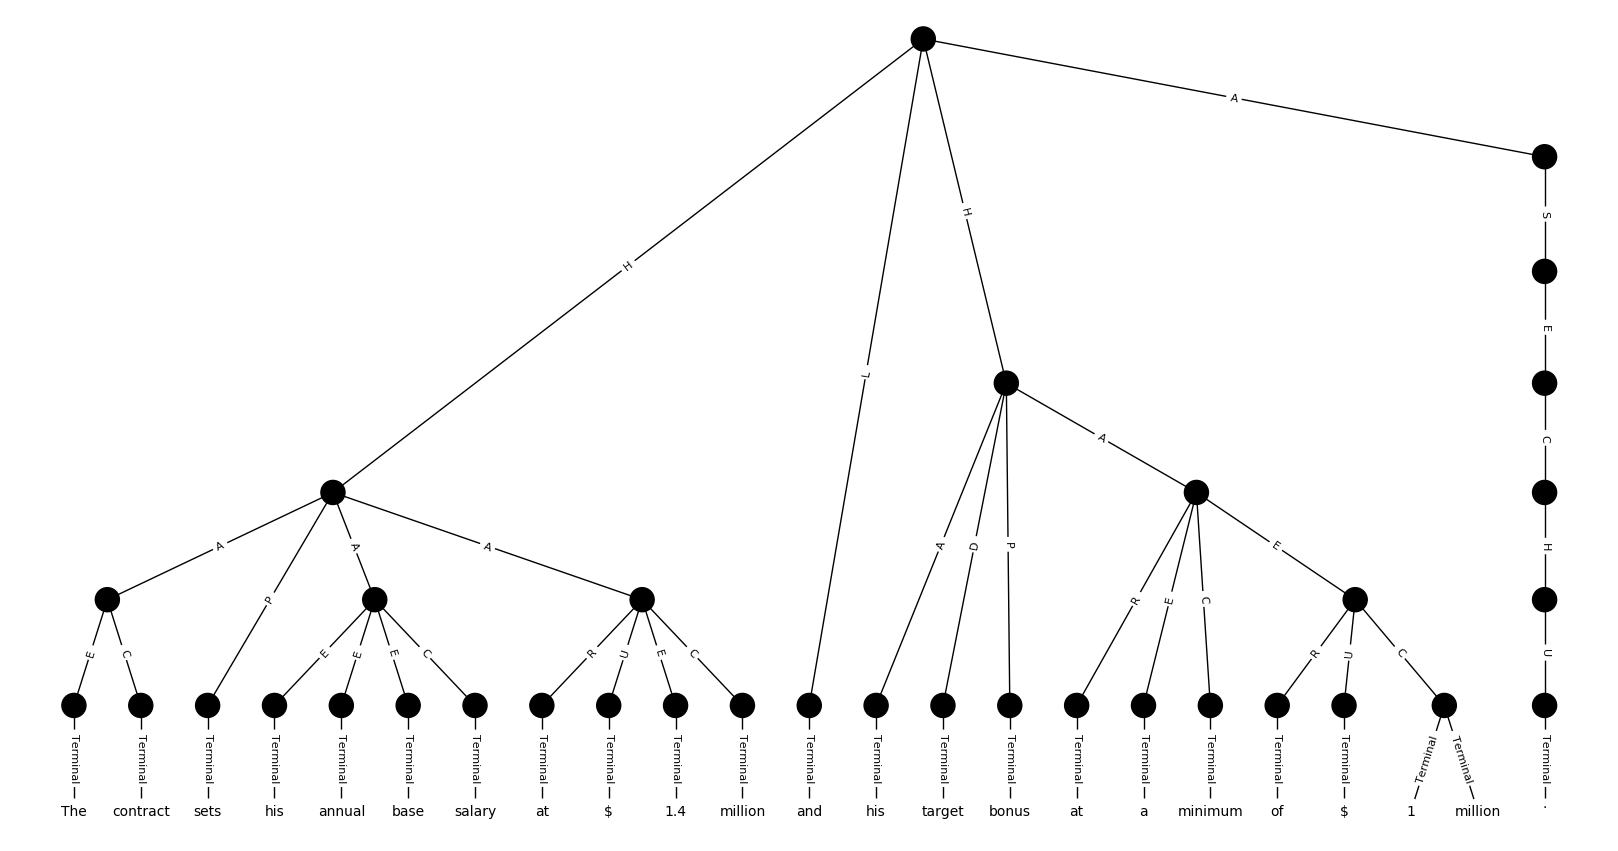 A
S
H
E
L
H
C
A
A
A
A
H
P
A
D
P
R
E
C
E
E
C
P
E
E
E
C
R
U
E
C
R
U
C
U
Terminal Terminal Terminal Terminal Terminal Terminal Terminal Terminal Terminal Terminal Terminal Terminal Terminal Terminal Terminal Terminal Terminal Terminal Terminal Terminal Terminal Terminal Terminal
The contract sets his annual base salary at $ 1.4 million and his target bonus at a minimum of $ 1 million .